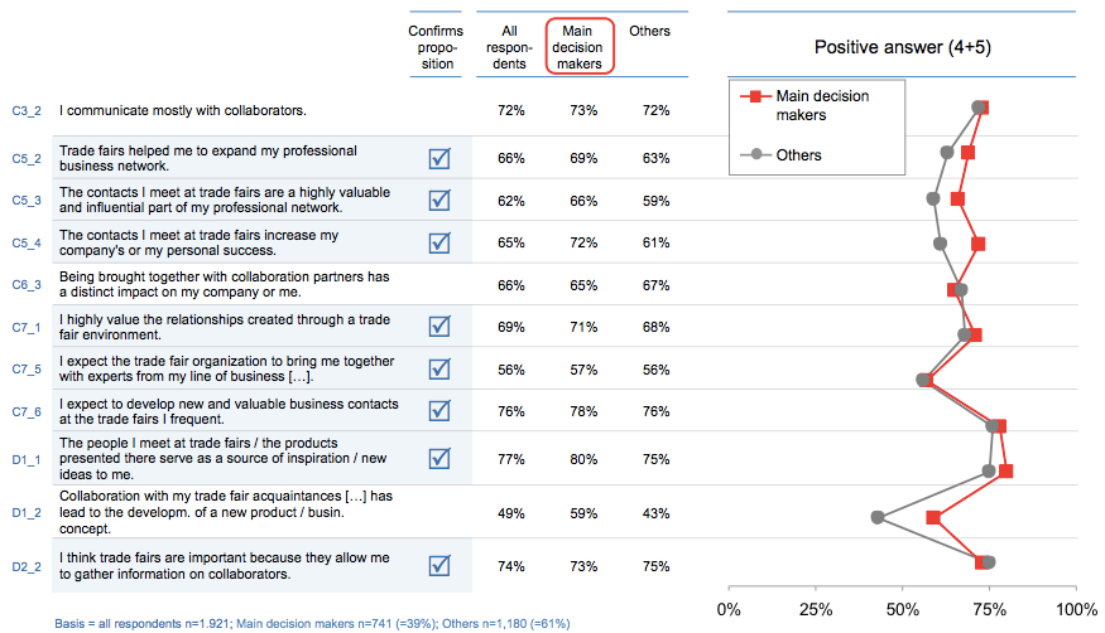 Confirms
propo-
sition
All
respon-
dents
Main
decision
makers
Others
Positive answer (4+5)
C3_2 I communicate mostly with collaborators. 72% 73% 72%
C5_2 Trade fairs helped me to expand my professional
business network. 66% 69% 63%
C5_3 The contacts I meet at trade fairs are a highly valuable
and influential part of my professional network. 62% 66% 59%
C5_4 The contacts I meet at trade fairs increase my
company's or my personal success. 65% 72% 61%
C6_3 Being brought together with collaboration partners has
a distinct impact on my company or me. 66% 65% 67%
C7_1 I highly value the relationships created through a trade
fair environment. 69% 71% 68%
C7_5 I expect the trade fair organization to bring me together
with experts from my line of business [...]. 56% 57% 56%
C7_6 I expect to develop new and valuable business contacts
at the trade fairs I frequent. 76% 78% 76%
D1_1 The people I meet at trade fairs / the products
presented there serve as a source of inspiration / new
ideas to me. 77% 80% 75%
D1_2 Collaboration with my trade fair acquaintances [...] has
lead to the developm. of a new product / busin.
concept. 49% 59% 43%
D2_2 I think trade fairs are important because they allow me
to gather information on collaborators. 74% 73% 75%
Main decision
makers
Others
0% 25% 50% 75% 100%
Basis = all respondents n=1.921; Main decision makers n=741 (=39%); Others n=1,180 (=61%)